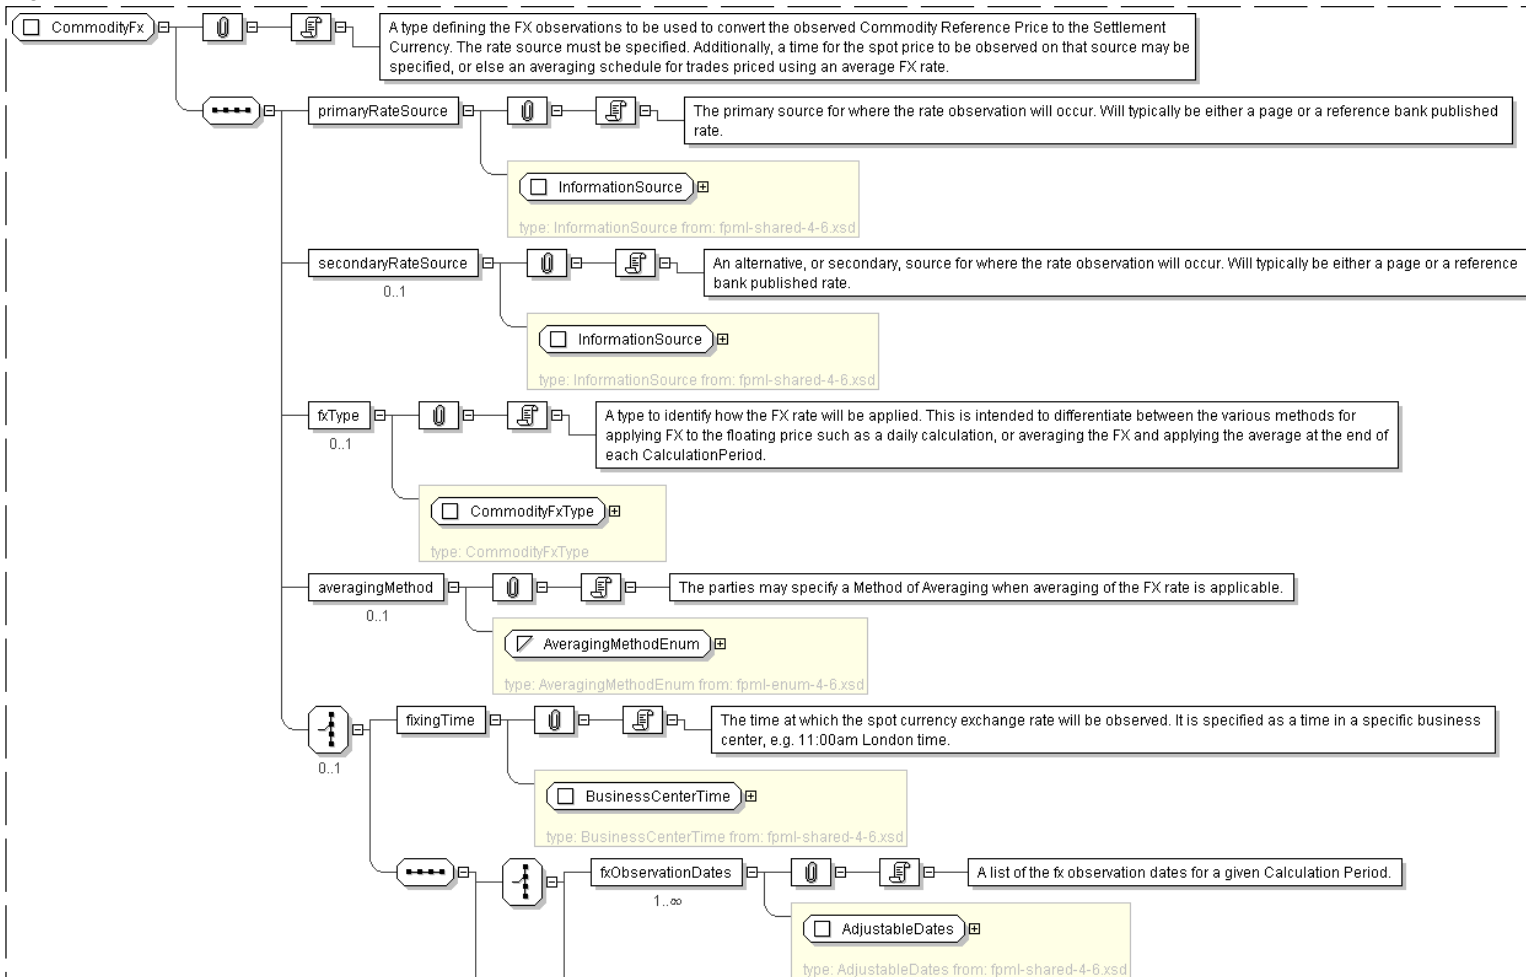 CommodityFx
A type defining the FX observations to be used to convert the observed Commodity Reference Price to the Settlement
Currency. The rate source must be specified. Additionally, a time for the spot price to be observed on that source may be
specified, or else an averaging schedule for trades priced using an average FX rate.
primaryRateSource
The primary source for where the rate observation will occur. Will typically be either a page or a reference bank published
rate.
InformationSource
type: InformationSource from: fpml-shared-4-6.xsd
secondaryRateSource
0..1
An alternative, or secondary, source for where the rate observation will occur. Will typically be either a page or a reference
bank published rate.
InformationSource
type: InformationSource from: fpml-shared-4-6.xsd
fxType
0..1
A type to identify how the FX rate will be applied. This is intended to differentiate between the various methods for
applying FX to the floating price such as a daily calculation, or averaging the FX and applying the average at the end of
each CalculationPeriod.
CommodityFxType
type: CommodityFxType
averagingMethod
0..1
The parties may specify a Method of Averaging when averaging of the FX rate is applicable.
AveragingMethodEnum
type: AveragingMethodEnum from: fpml-enum-4-6.xsd
0..1
fixingTime
The time at which the spot currency exchange rate will be observed. It is specified as a time in a specific business
center, e.g. 11:00am London time.
BusinessCenterTime
type: BusinessCenterTime from: fpml-shared-4-6.xsd
fxObservationDates
1..∞
A list of the fx observation dates for a given Calculation Period.
AdjustableDates
type: AdjustableDates from: fpml-shared-4-6.xsd